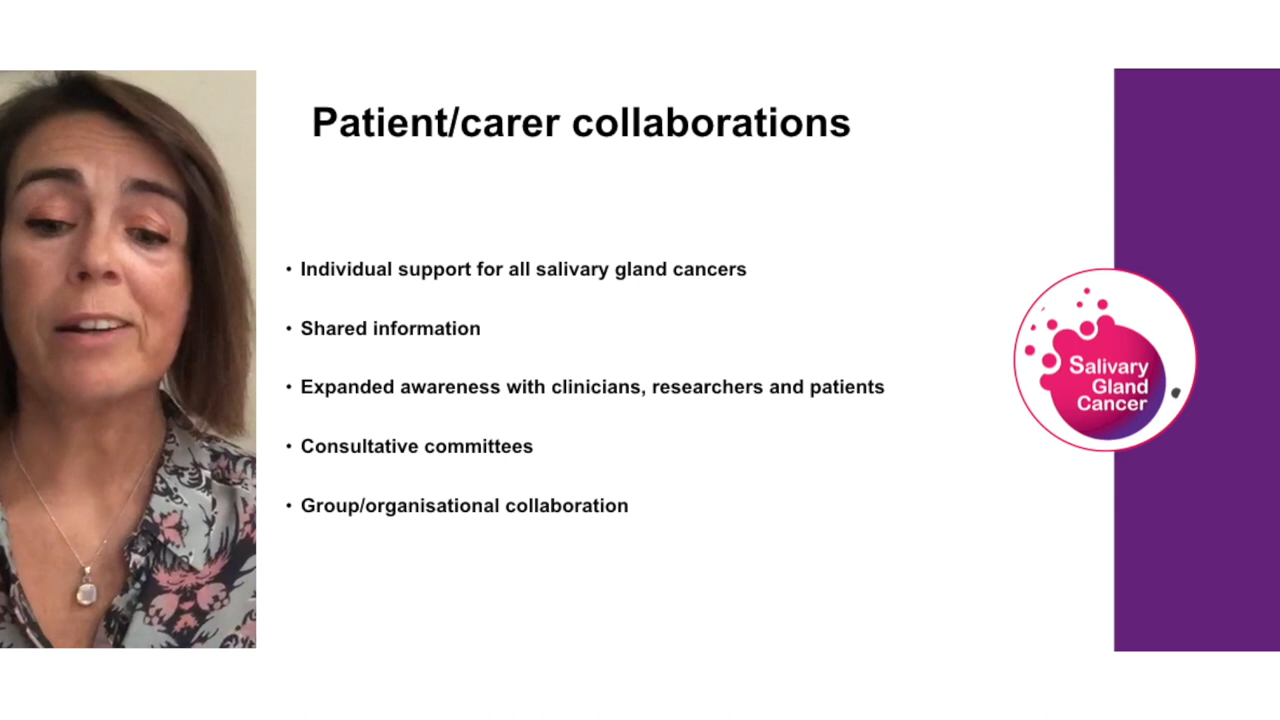 Patient/carer collaborations
• Individual support for all salivary gland cancers
• Shared information
• Expanded awareness with clinicians, researchers and patients
• Consultative committees
• Group/organisational collaboration
Salivary
Gland
Cancer